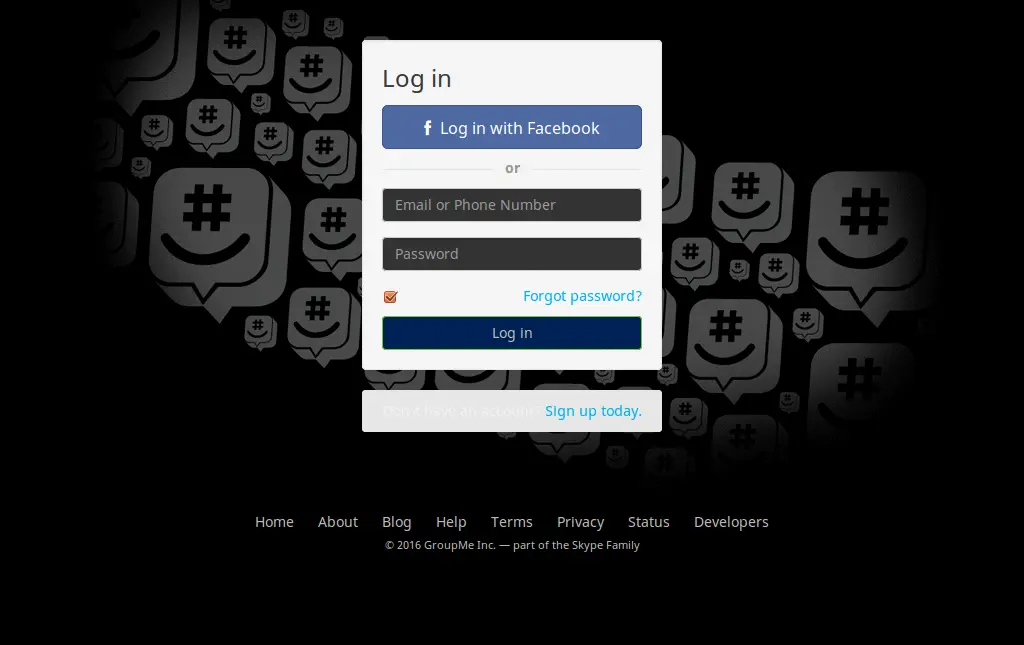 Log in
f Log in with Facebook
or
Email or Phone Number
Password
Forgot password?
Log in
Don't have an account? Sign up today.
Home About Blog Help Terms Privacy Status Developers
© 2016 GroupMe Inc. — part of the Skype Family